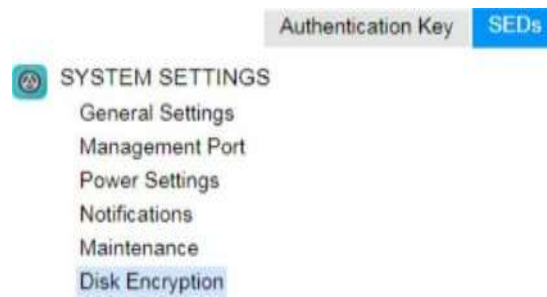 Authentication Key SEDs
SYSTEM SETTINGS
General Settings
Management Port
Power Settings
Notifications
Maintenance
Disk Encryption